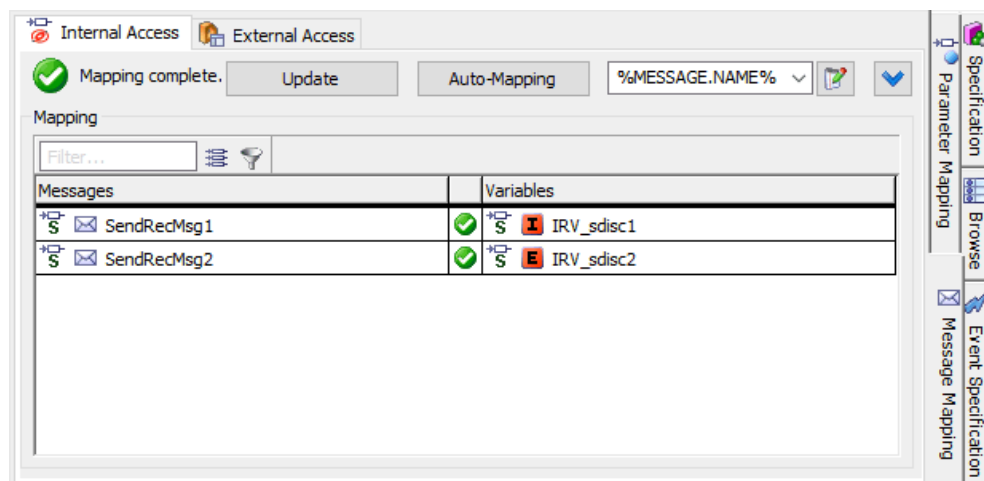 Internal Access
External Access
Mapping complete.
Update
Auto-Mapping
%MESSAGE.NAME%
Mapping
Filter...
Messages
Variables
S SendRecMsg1
S I IRV_sdisc1
S SendRecMsg2
S E IRV_sdisc2
Parameter Mapping
Message Mapping
Specification
Browse
Event Specification